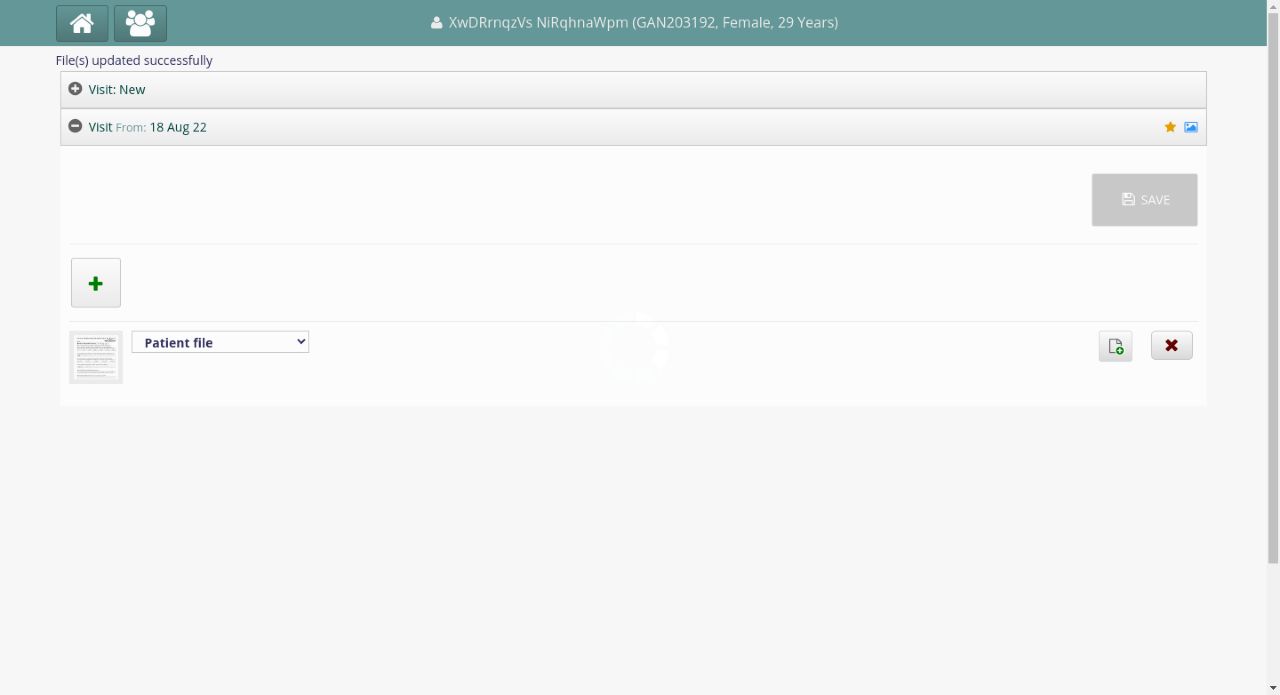 XwDRrnqzVs NiRqhnaWpm (GAN203192, Female, 29 Years)
File(s) updated successfully
Visit: New
Visit From: 18 Aug 22
SAVE
Patient file